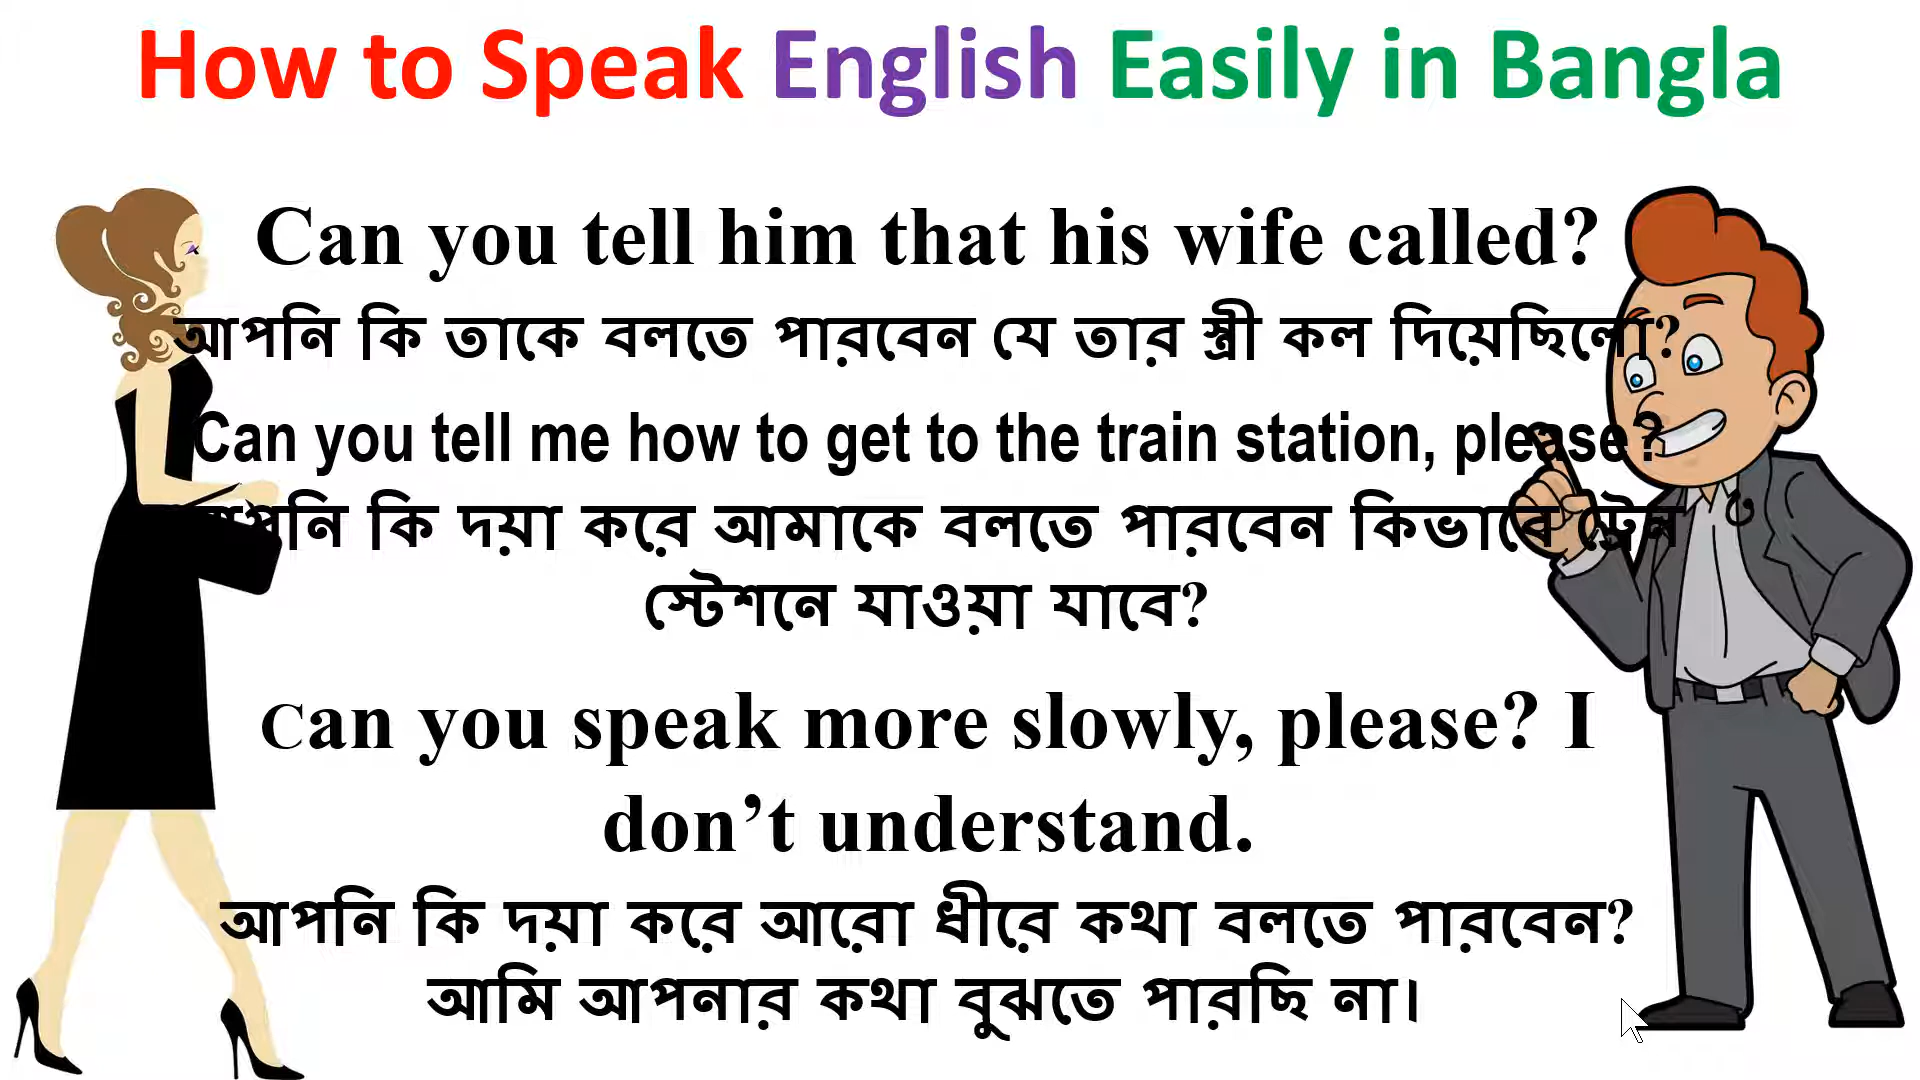 How to Speak English Easily in Bangla
Can you tell him that his wife called?
আপনি কি তাকে বলতে পারবেন যে তার স্ত্রী কল দিয়েছিলো?
Can you tell me how to get to the train station, please?
আপনি কি দয়া করে আমাকে বলতে পারবেন কিভাবে ট্রেন
স্টেশনে যাওয়া যাবে?
Can you speak more slowly, please? I
don’t understand.
আপনি কি দয়া করে আরো ধীরে কথা বলতে পারবেন?
আমি আপনার কথা বুঝতে পারছি না।